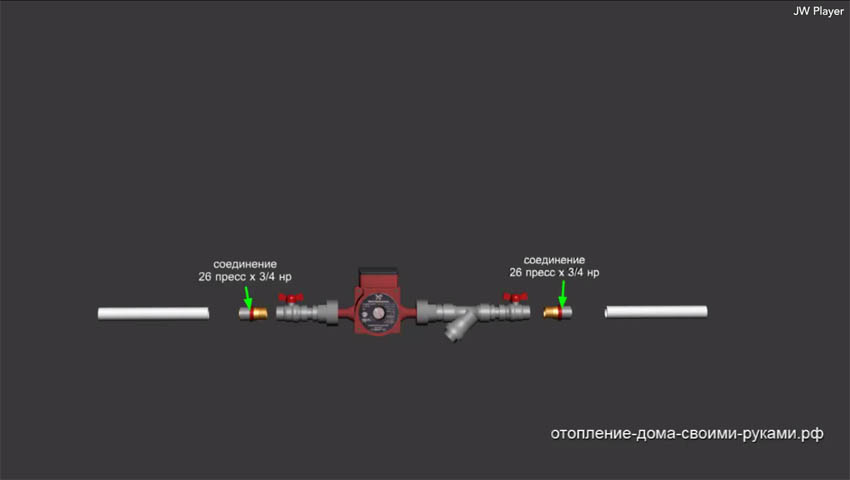 JW Player
соединение
26 пресс х 3/4 нр
соединение
26 пресс х 3/4 нр
отопление-дома-своими-руками.рф